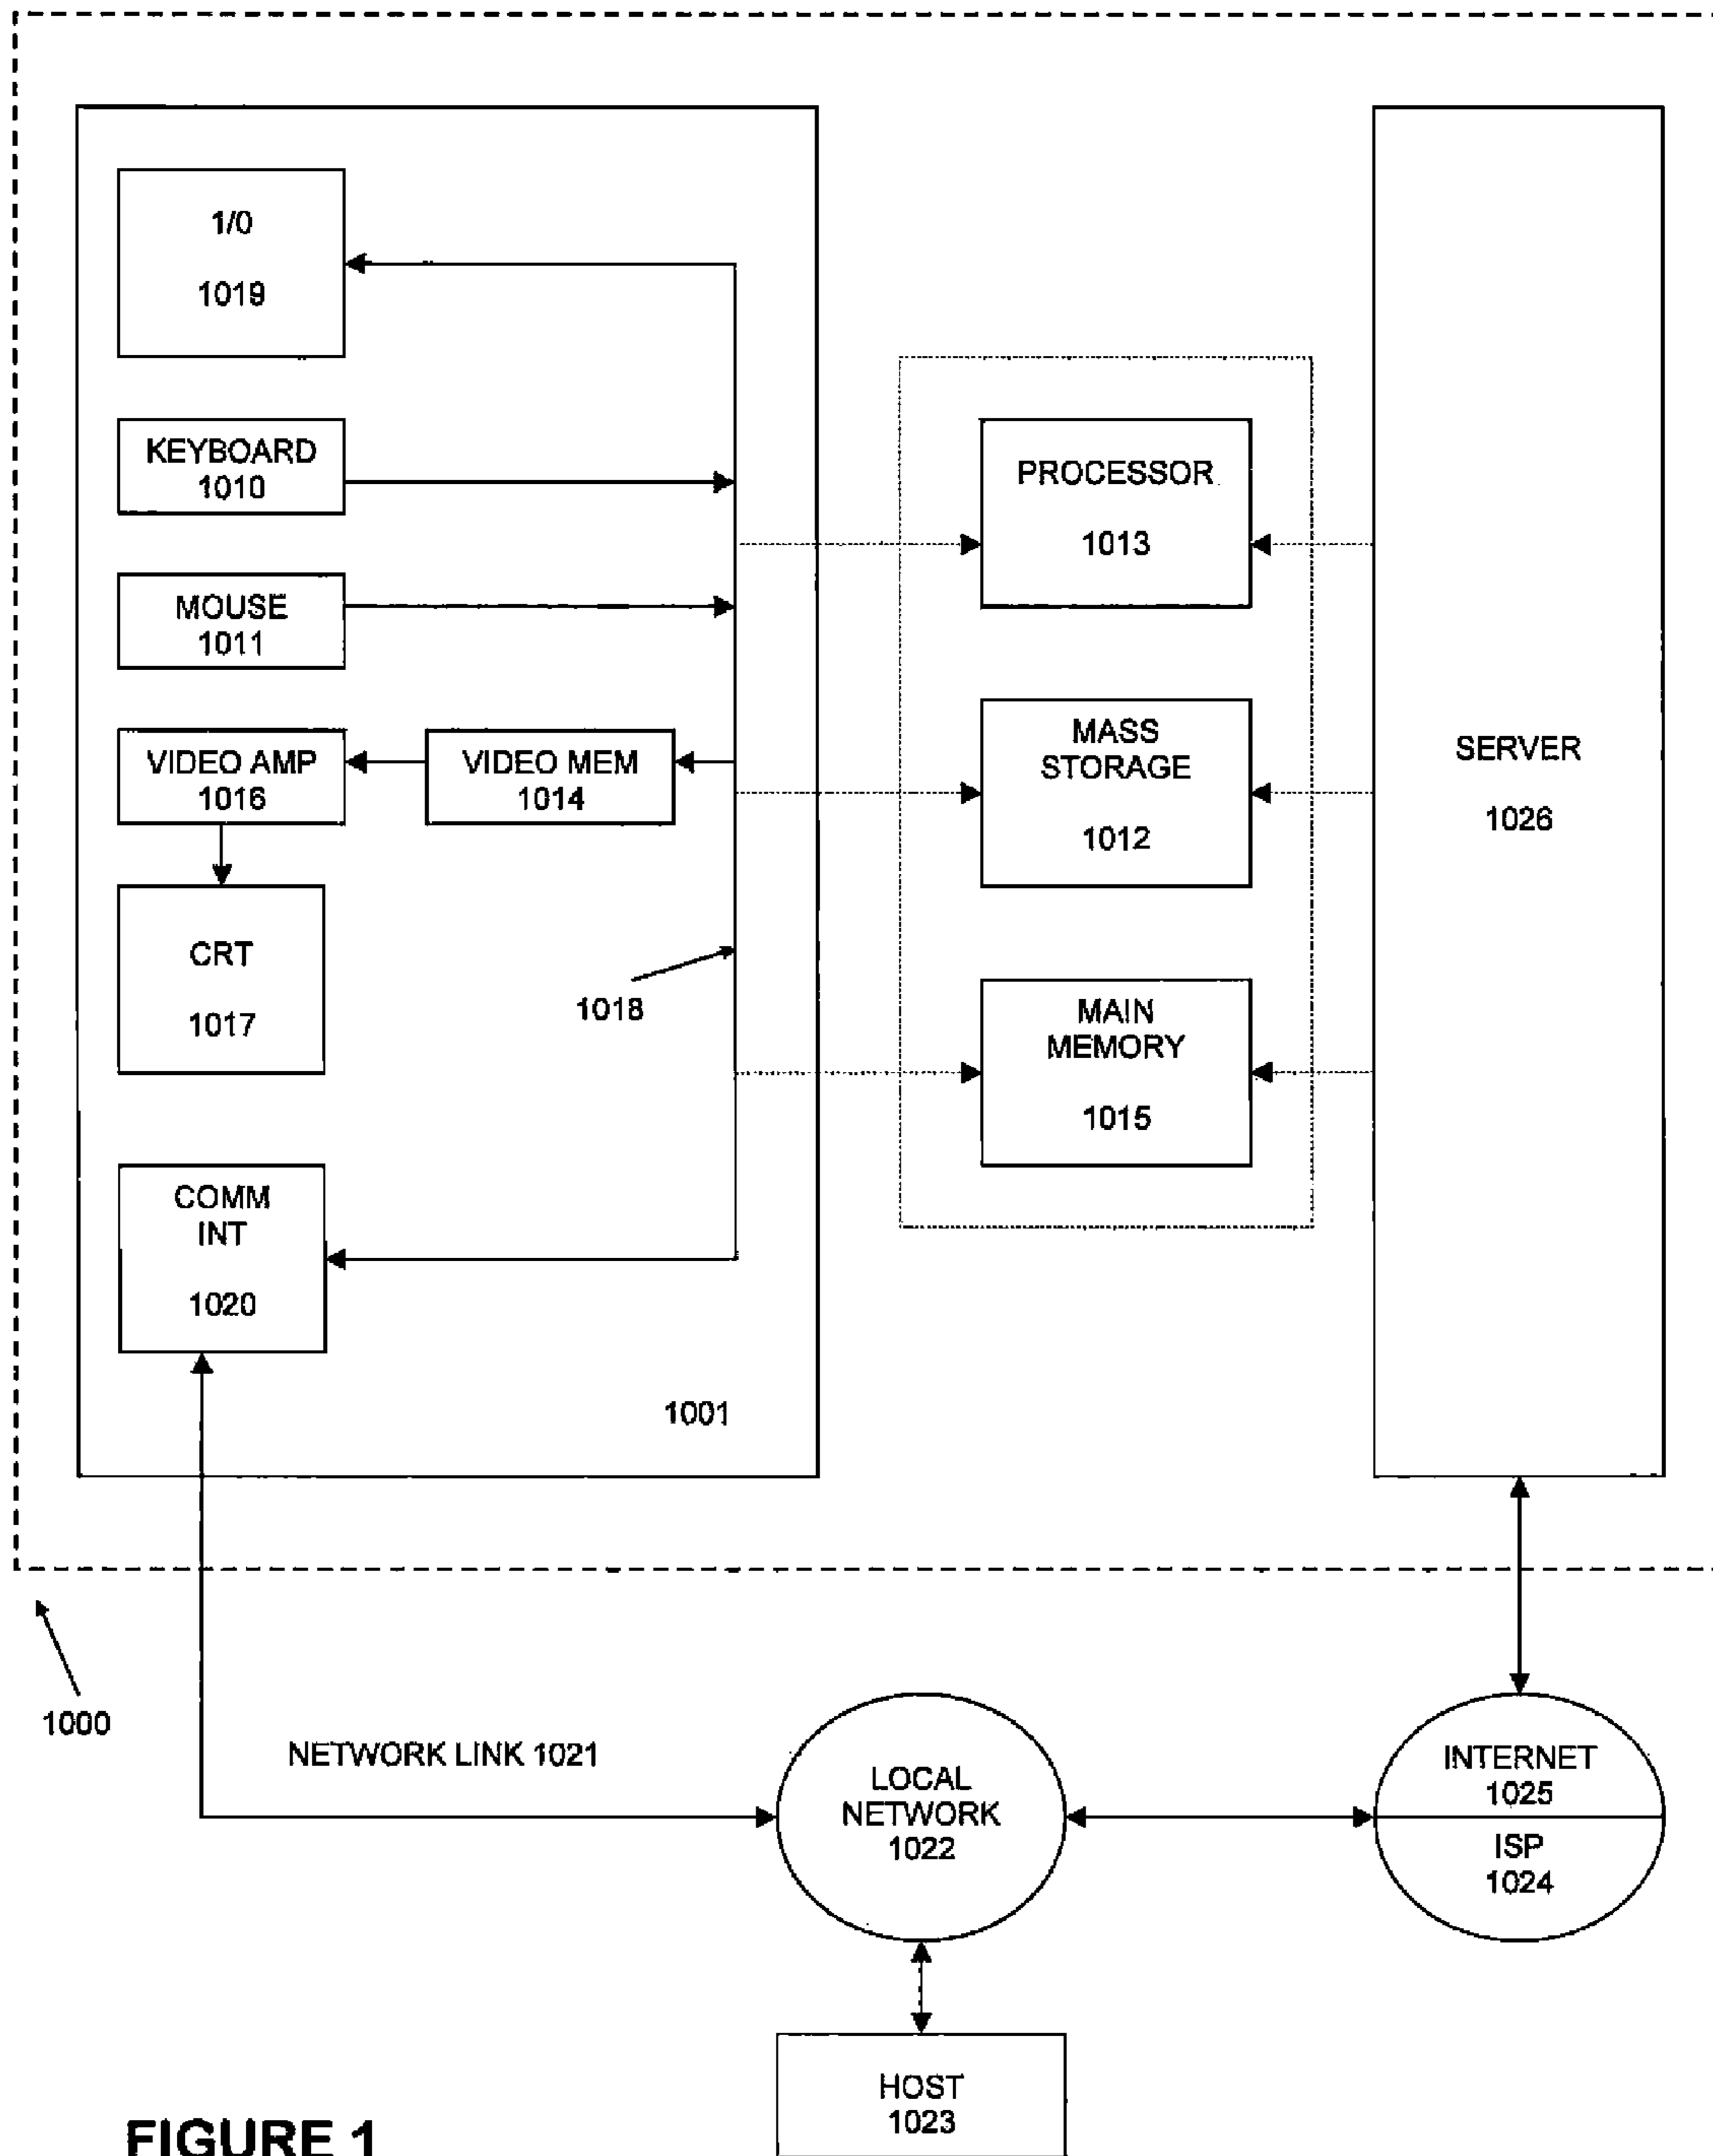 1/0
1019
KEYBOARD
1010
MOUSE
1011
VIDEO AMP
1016
VIDEO MEM
1014
CRT
1017
1018
COMM
INT
1020
1001
PROCESSOR
1013
MASS
STORAGE
1012
MAIN
MEMORY
1015
SERVER
1026
1000
NETWORK LINK 1021
LOCAL
NETWORK
1022
INTERNET
1025
ISP
1024
HOST
1023
FIGURE 1